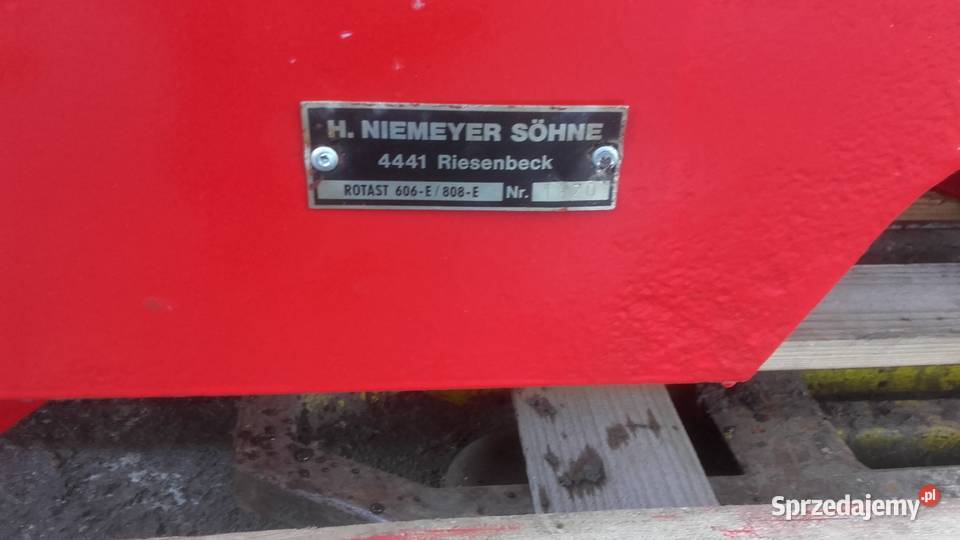 H. NIEMEYER SÖHNE
4441 Riesenbeck
ROTAST 606-E/808-E Nr.
Sprzedajemy.pl